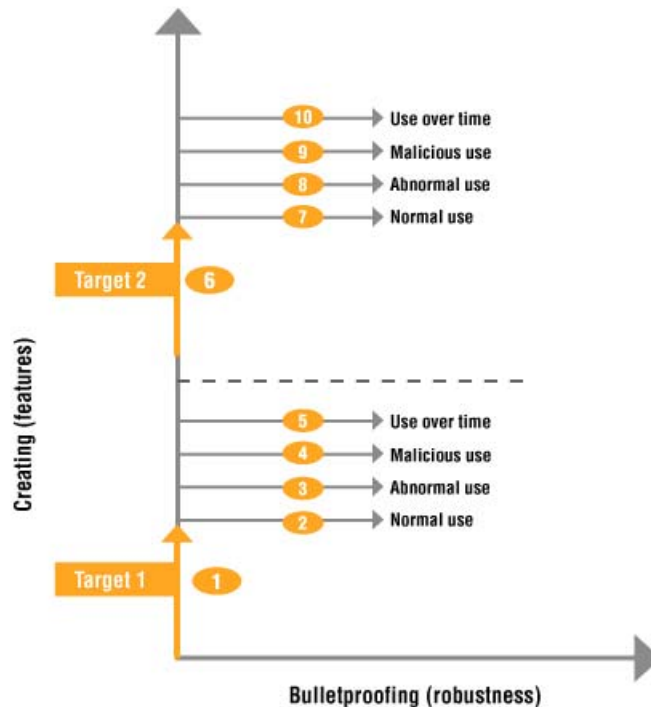 10 Use over time
9 Malicious use
8 Abnormal use
7 Normal use
Target 2 6
Creating (features)
5 Use over time
4 Malicious use
3 Abnormal use
2 Normal use
Target 1 1
Bulletproofing (robustness)